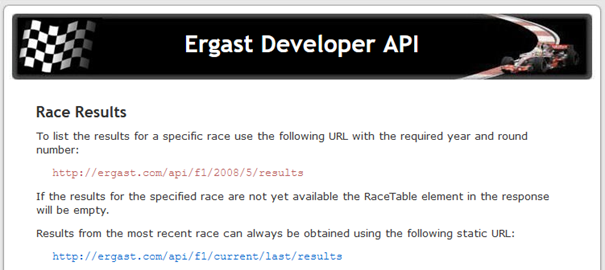 Ergast Developer API
Race Results
To list the results for a specific race use the following URL with the required year and round
number:
http://ergast.com/api/f1/2008/5/results
If the results for the specified race are not yet available the RaceTable element in the response
will be empty.
Results from the most recent race can always be obtained using the following static URL:
http://ergast.com/api/f1/current/last/results